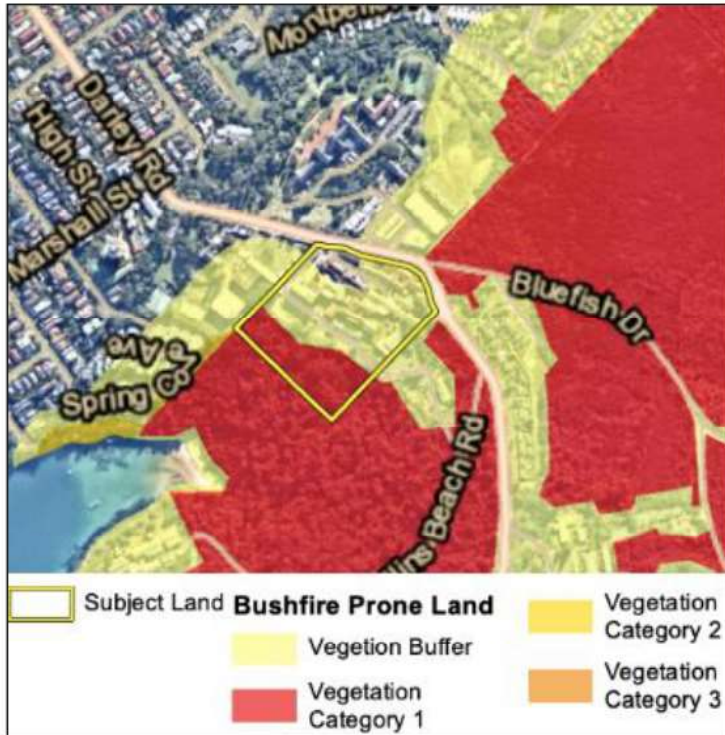 Darley Rd
High St
Marshall St
Bluefish Dr
Spring Cove Ave
Beach Rd
Subject Land
Bushfire Prone Land
Vegetion Buffer
Vegetation
Category 1
Vegetation
Category 2
Vegetation
Category 3